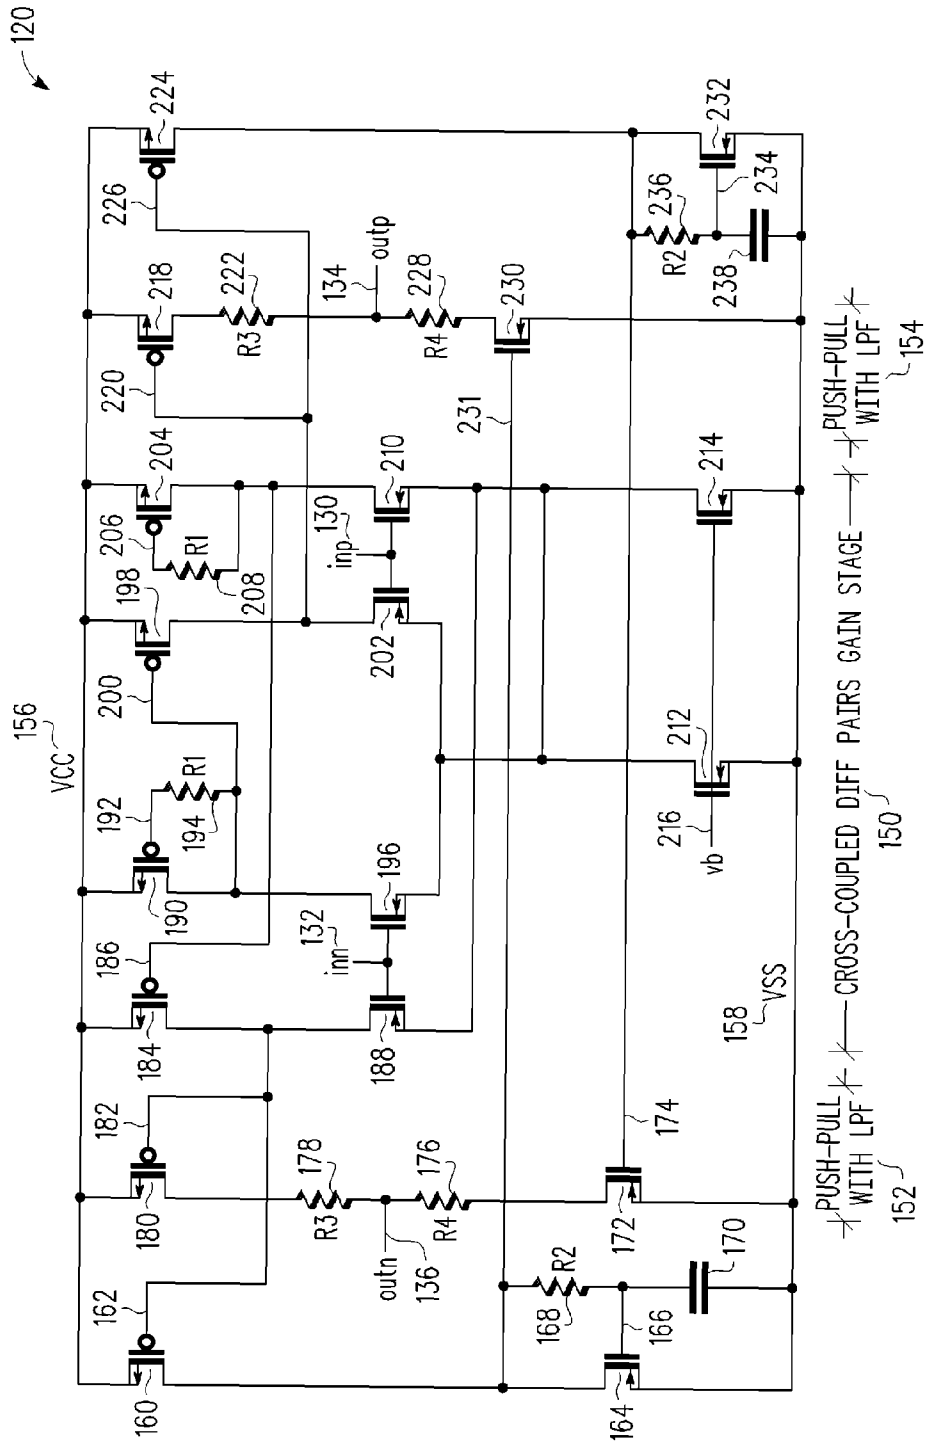 120
156
VCC
160
162
180
182
184
186
190
192
R1
194
198
200
204
206
R1
208
218
220
222
R3
224
226
178
R3
outn
136
176
R4
188
inn
132
196
202
inp
130
210
134
outp
228
R4
230
231
168
R2
164
166
170
172
174
158
VSS
vb
216
212
214
R2
236
238
232
234
PUSH-PULL
WITH LPF
152
CROSS-COUPLED DIFF PAIRS GAIN STAGE
150
PUSH-PULL
WITH LPF
154